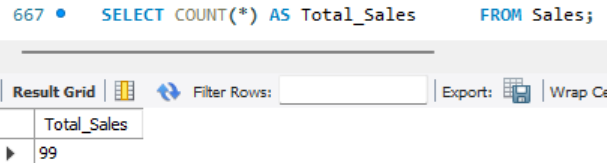 667 SELECT COUNT(*) AS Total_Sales FROM Sales;
Result Grid Filter Rows: Export: Wrap Ce
Total_Sales
99